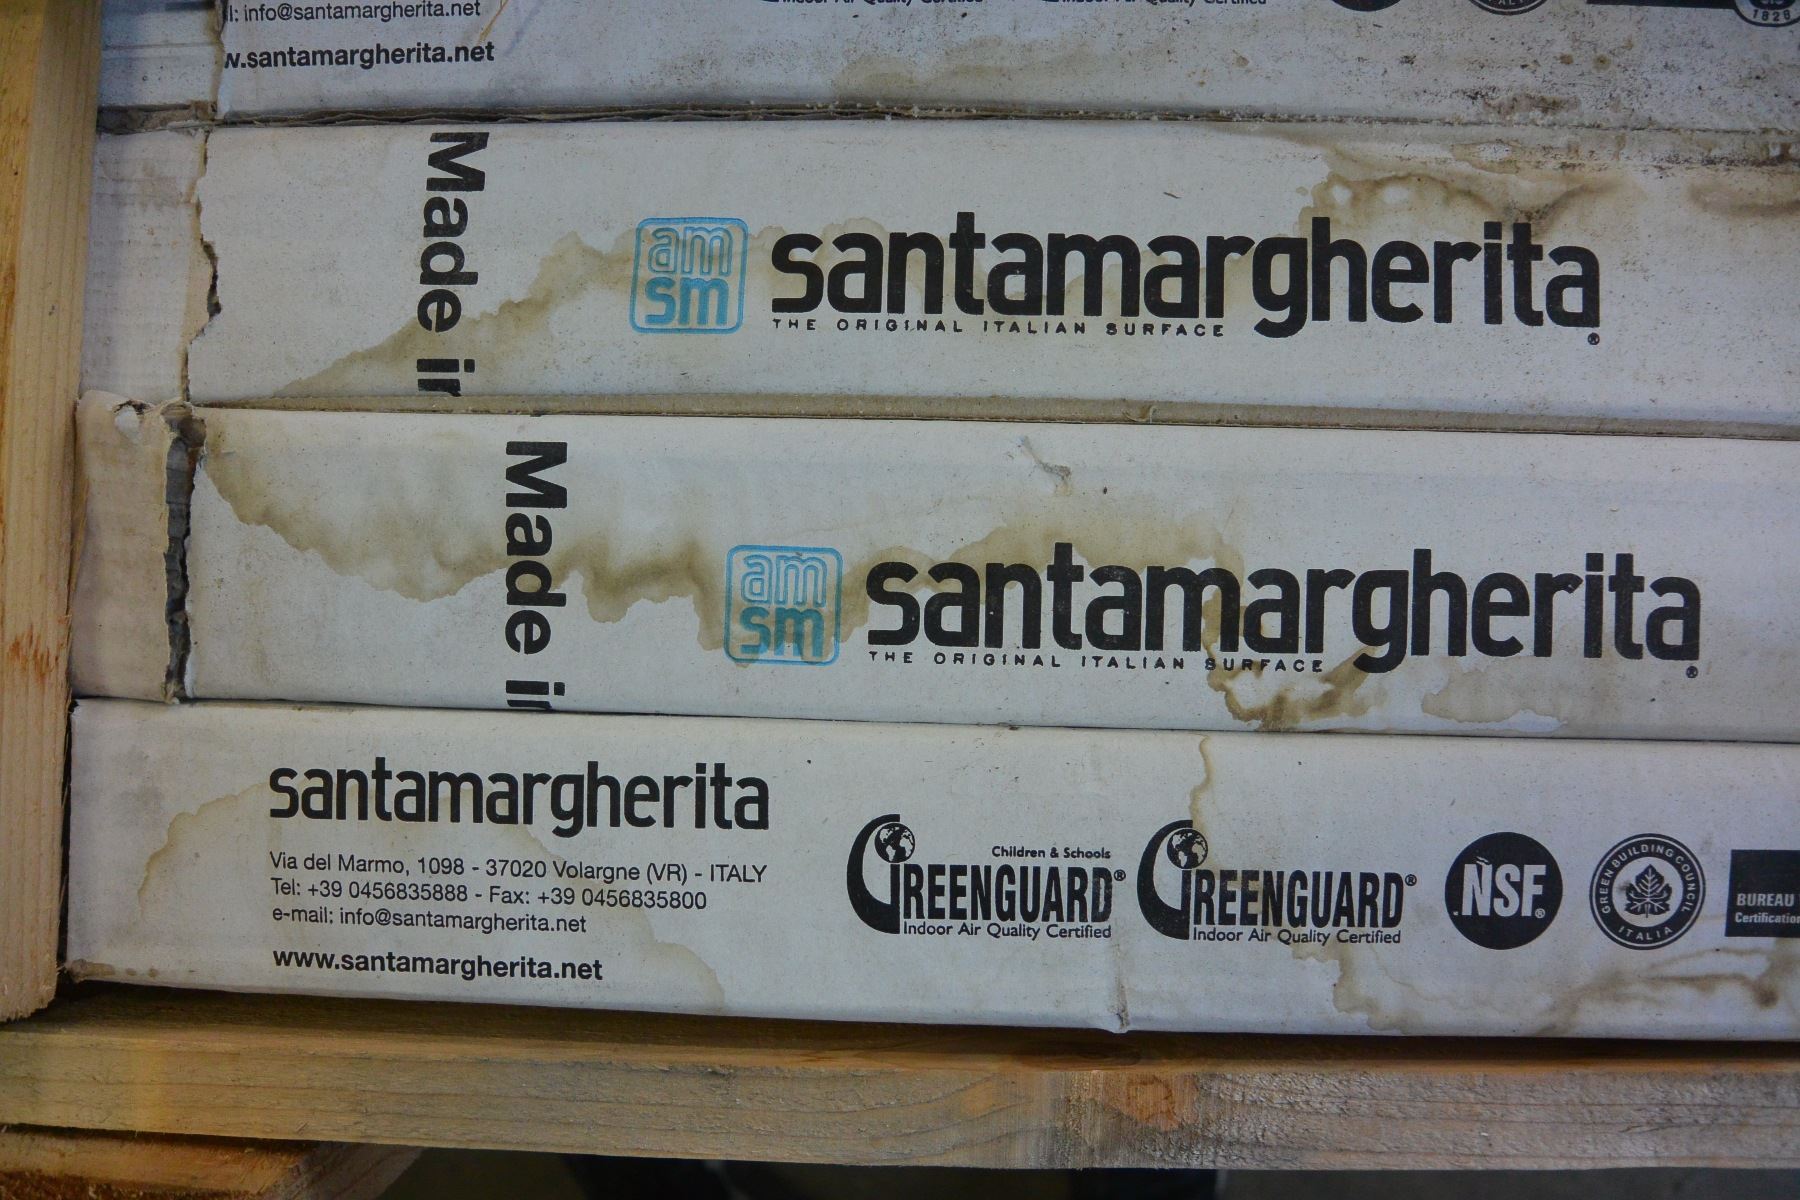 info@santamargherita.net
w.santamargherita.net
1828
Made in
am
sm
santamargherita®
THE ORIGINAL ITALIAN SURFACE
Made in
am
sm
santamargherita®
THE ORIGINAL ITALIAN SURFACE
santamargherita
Via del Marmo, 1098 - 37020 Volargne (VR) - ITALY
Tel: +39 0456835888 - Fax: +39 0456835800
e-mail: info@santamargherita.net
www.santamargherita.net
Children & Schools
GREENGUARD®
Indoor Air Quality Certified
GREENGUARD®
Indoor Air Quality Certified
NSF®
GREEN BUILDING COUNCIL
ITALIA
BUREAU
Certification